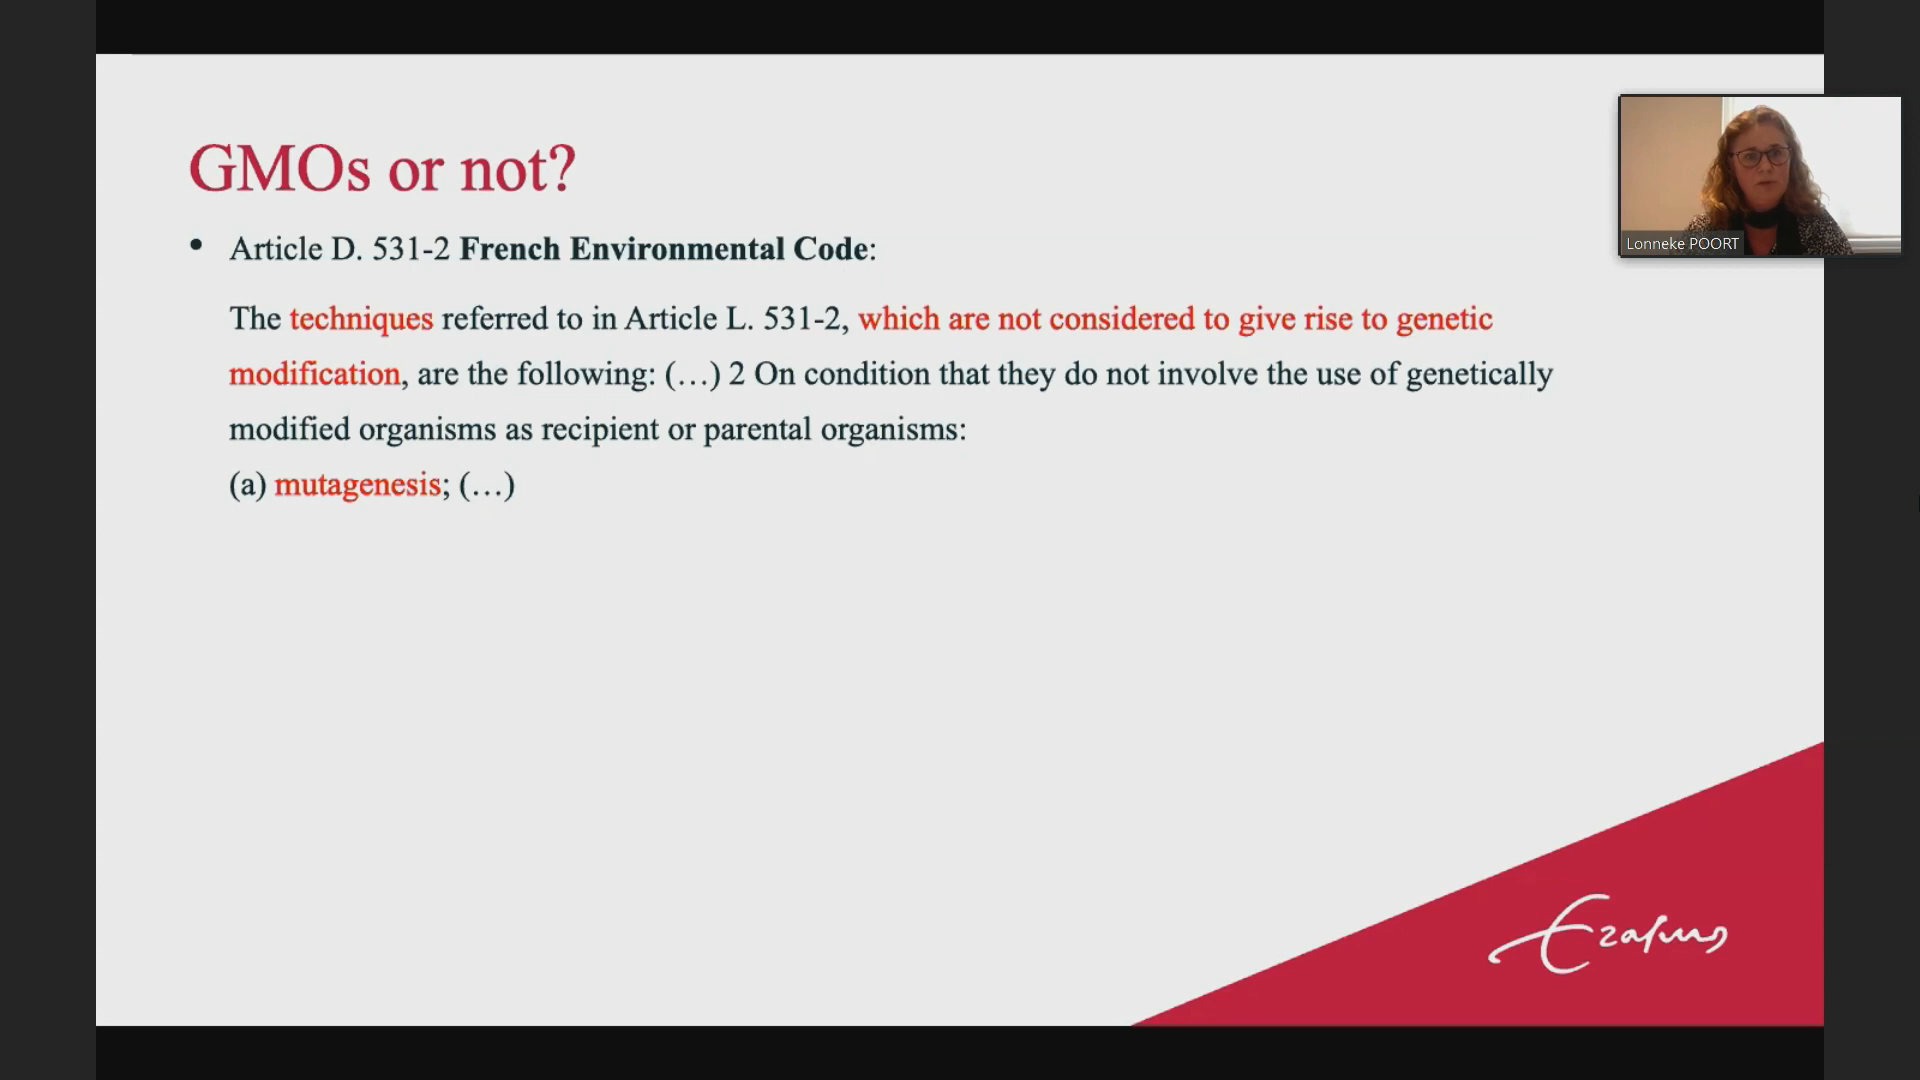 GMOs or not?
• Article D. 531-2 French Environmental Code:
The techniques referred to in Article L. 531-2, which are not considered to give rise to genetic
modification, are the following: (…) 2 On condition that they do not involve the use of genetically
modified organisms as recipient or parental organisms:
(a) mutagenesis; (…)
Lonneke POORT
Erasmus